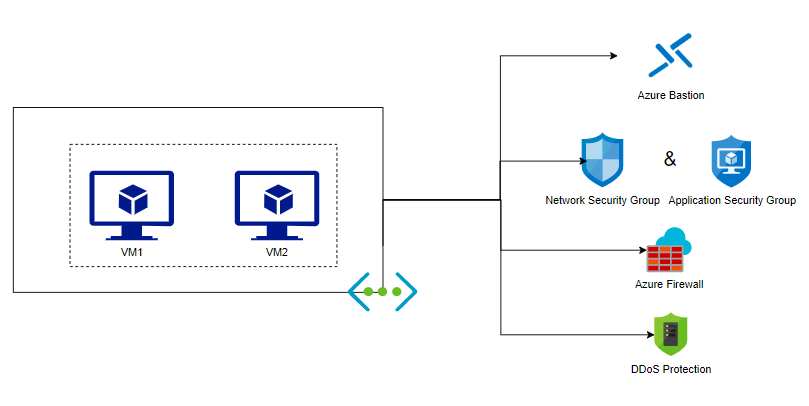 Azure Bastion
&
Network Security Group
Application Security Group
VM1
VM2
Azure Firewall
DDoS Protection